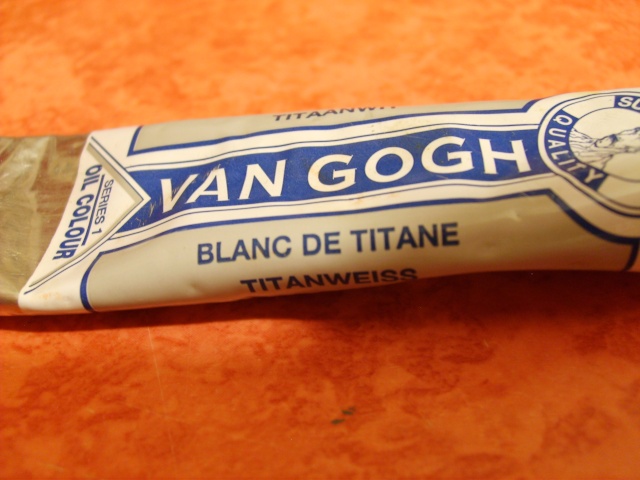 VAN GOGH
BLANC DE TITANE
TITANWEISS
SERIES 1
OIL COLOUR
QUALITY